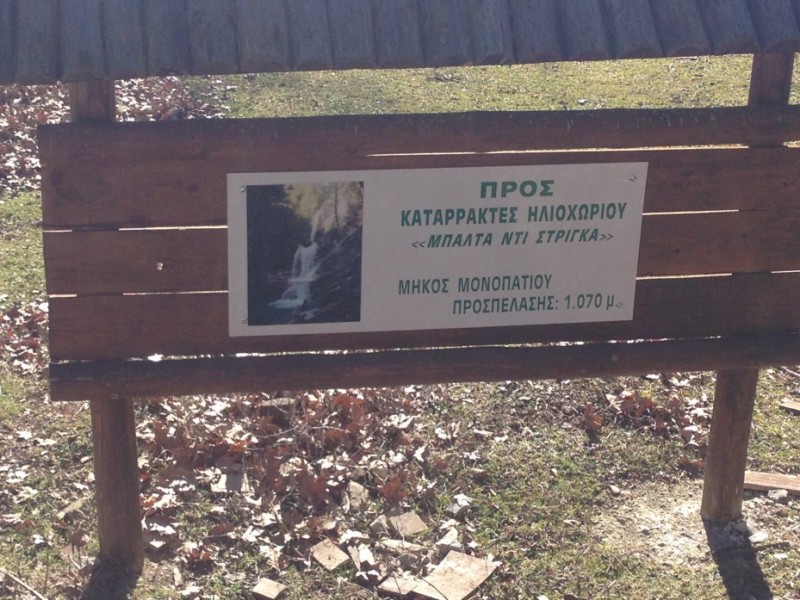 ΠΡΟΣ
ΚΑΤΑΡΡΑΚΤΕΣ ΗΛΙΟΧΩΡΙΟΥ
<<ΜΠΑΛΤΑ ΝΤΙ ΣΤΡΙΓΚΑ>>
ΜΗΚΟΣ ΜΟΝΟΠΑΤΙΟΥ
ΠΡΟΣΠΕΛΑΣΗΣ: 1.070 μ.